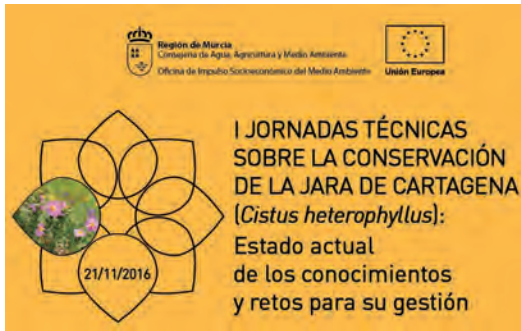 Región de Murcia
Consejería de Agua, Agricultura y Medio Ambiente
Oficina de Impulso Socioeconómico del Medio Ambiente
Unión Europea
I JORNADAS TÉCNICAS
SOBRE LA CONSERVACIÓN
DE LA JARA DE CARTAGENA
(Cistus heterophyllus):
Estado actual
de los conocimientos
y retos para su gestión
21/11/2016